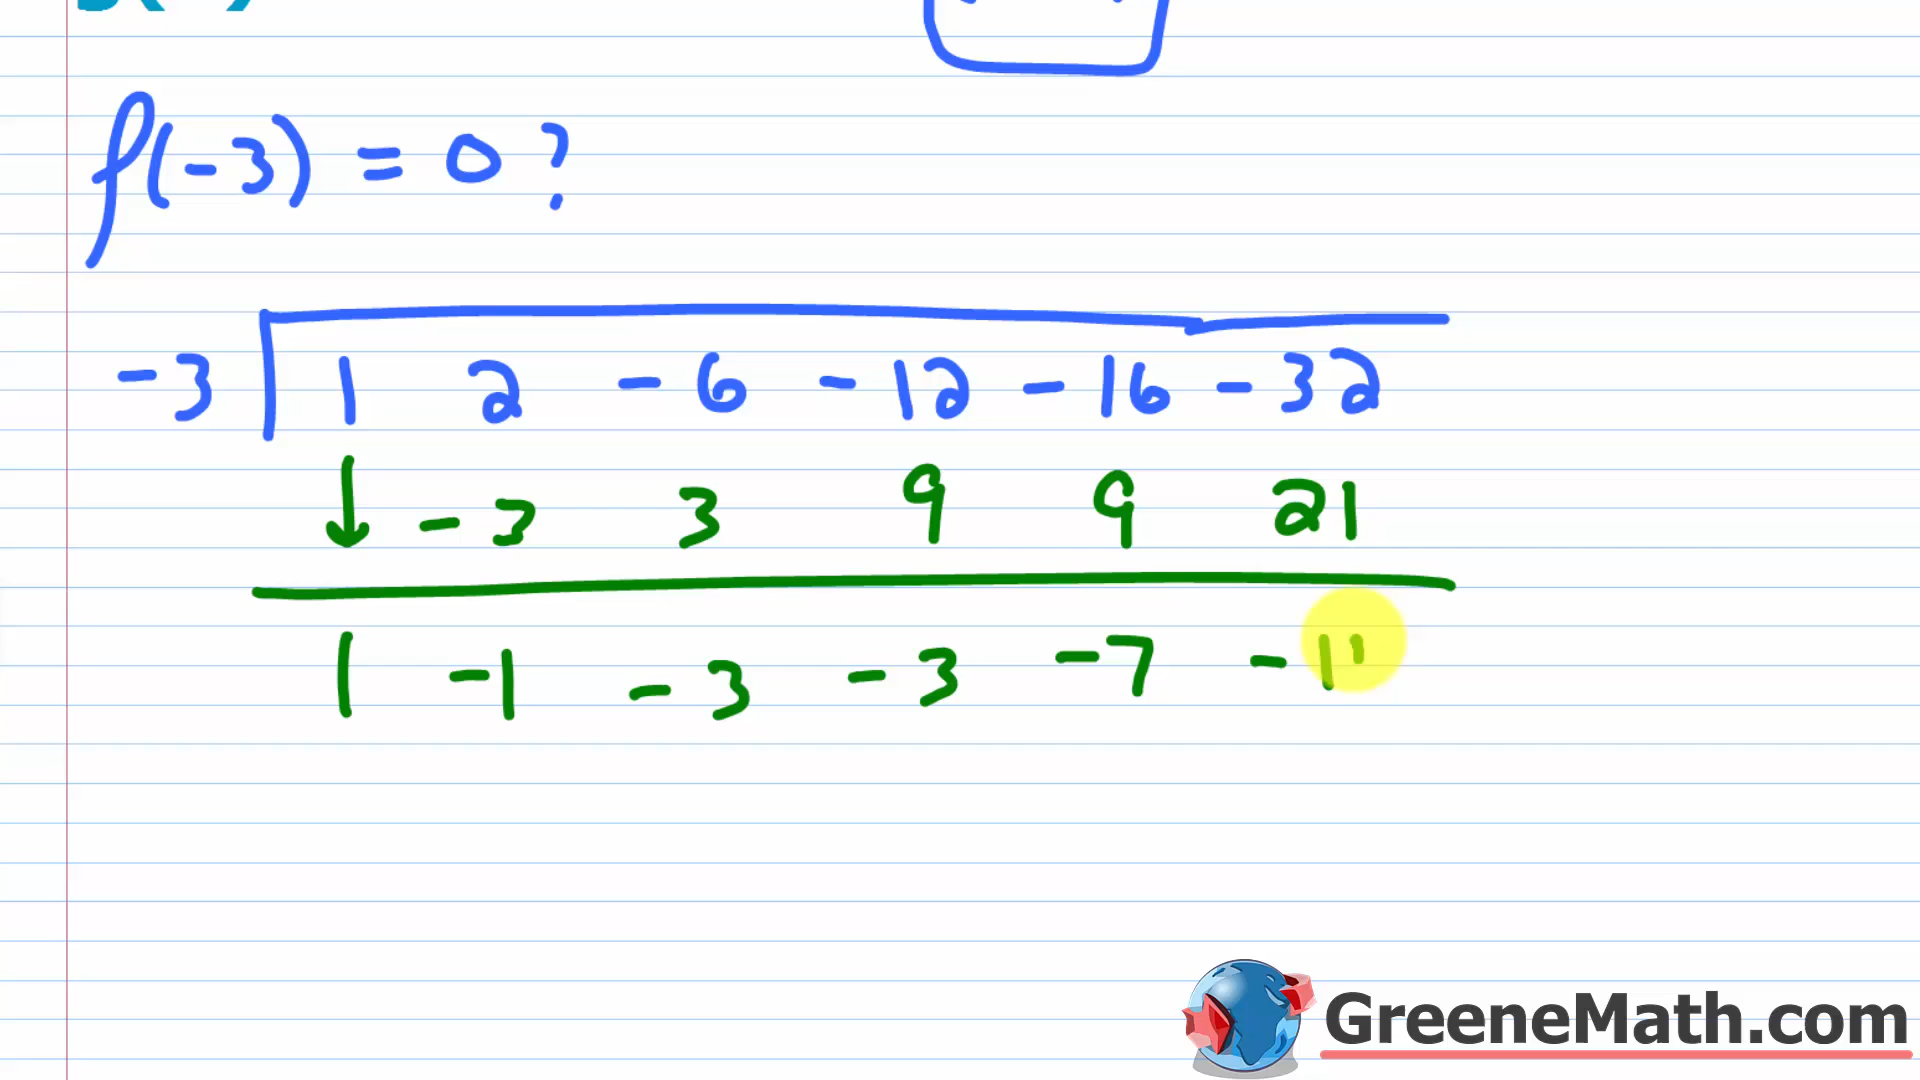 f(-3) = 0 ?
-3 1 2 -6 -12 -16 -32
-3 3 9 9 21
1 -1 -3 -3 -7 -11
GreeneMath.com